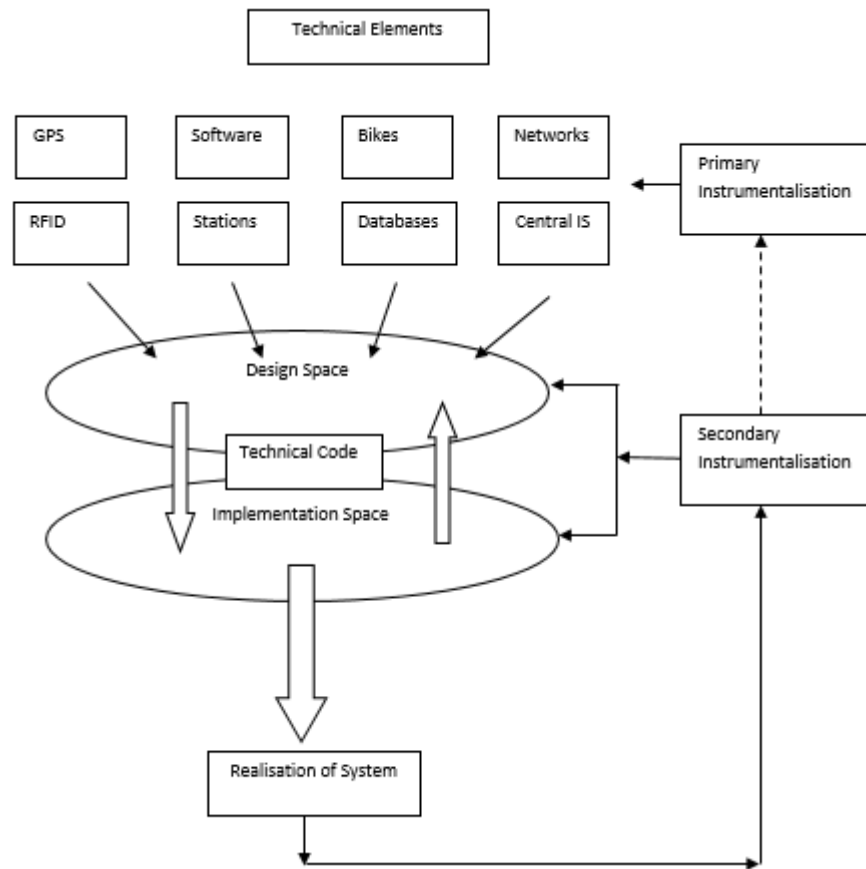 Technical Elements
GPS
Software
Bikes
Networks
Primary
Instrumentalisation
RFID
Stations
Databases
Central IS
Design Space
Secondary
Instrumentalisation
Technical Code
Implementation Space
Realisation of System